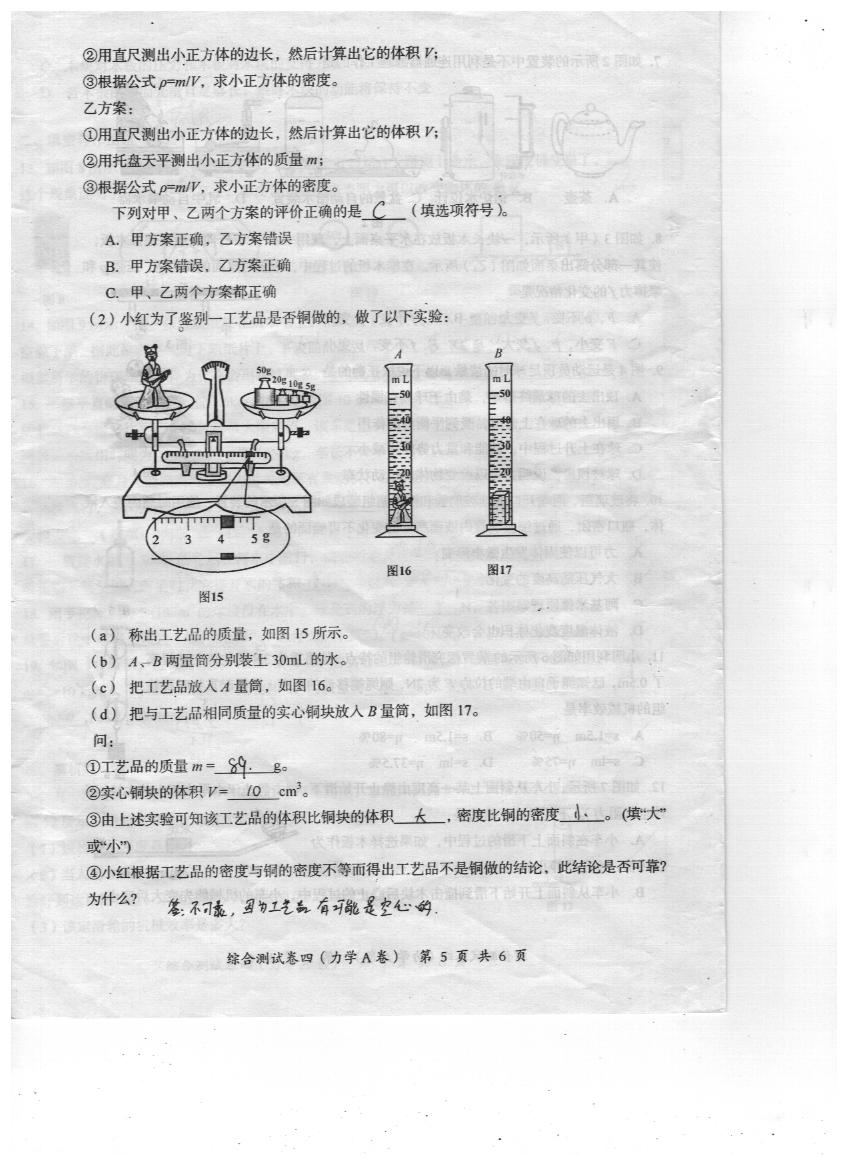 ②用直尺测出小正方体的边长，然后计算出它的体积 V；
③根据公式 ρ=m/V，求小正方体的密度。
乙方案：
①用直尺测出小正方体的边长，然后计算出它的体积 V；
②用托盘天平测出小正方体的质量 m；
③根据公式 ρ=m/V，求小正方体的密度。
下列对甲、乙两个方案的评价正确的是 C （填选项符号）。
A. 甲方案正确，乙方案错误
B. 甲方案错误，乙方案正确
C. 甲、乙两个方案都正确
（2）小红为了鉴别一工艺品是否铜做的，做了以下实验：
50g 20g 10g 5g
2 3 4 5 g
图15
A
mL
50
40
30
20
图16
B
mL
50
40
30
20
图17
（a） 称出工艺品的质量，如图 15 所示。
（b） A、B 两量筒分别装上 30mL 的水。
（c） 把工艺品放人 A 量筒，如图 16。
（d） 把与工艺品相同质量的实心铜块放人 B 量筒，如图 17。
问：
①工艺品的质量 m = 89. g。
②实心铜块的体积 V= 10 cm³。
③由上述实验可知该工艺品的体积比铜块的体积 大 ，密度比铜的密度 小、 。(填“大”
或“小”)
④小红根据工艺品的密度与铜的密度不等而得出工艺品不是铜做的结论，此结论是否可靠？
为什么？ 答：不可靠，因为工艺品有可能是空心的.
综合测试卷四（力学 A 卷） 第 5 页 共 6 页